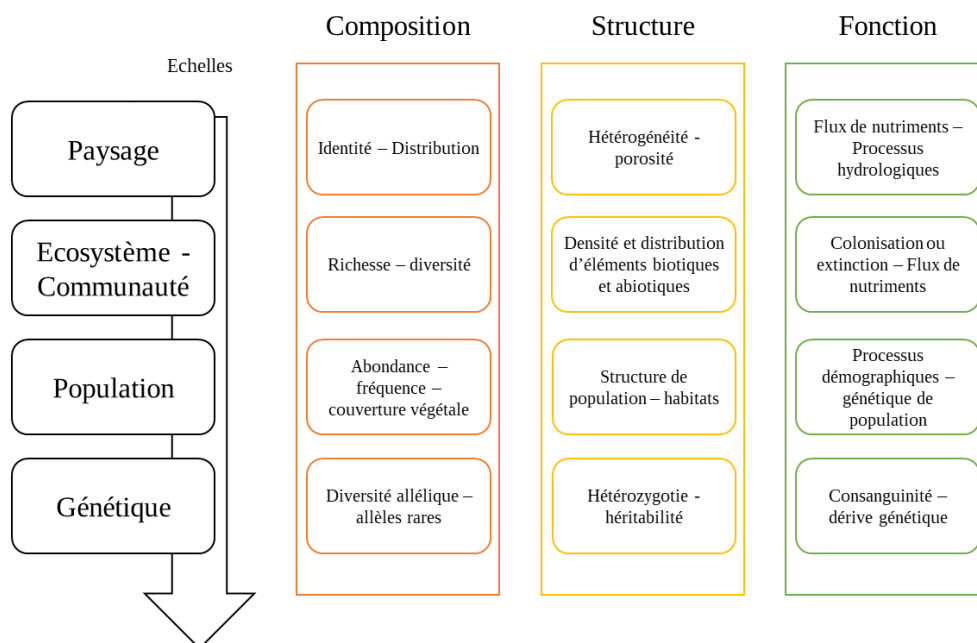 Composition
Structure
Fonction
Echelles
Paysage
Identité – Distribution
Hétérogénéité -
porosité
Flux de nutriments –
Processus
hydrologiques
Ecosystème -
Communauté
Richesse – diversité
Densité et distribution
d'éléments biotiques
et abiotiques
Colonisation ou
extinction – Flux de
nutriments
Population
Abondance –
fréquence –
couverture végétale
Structure de
population – habitats
Processus
démographiques –
génétique de
population
Génétique
Diversité allélique –
allèles rares
Hétérozygotie -
héritabilité
Consanguinité –
dérive génétique